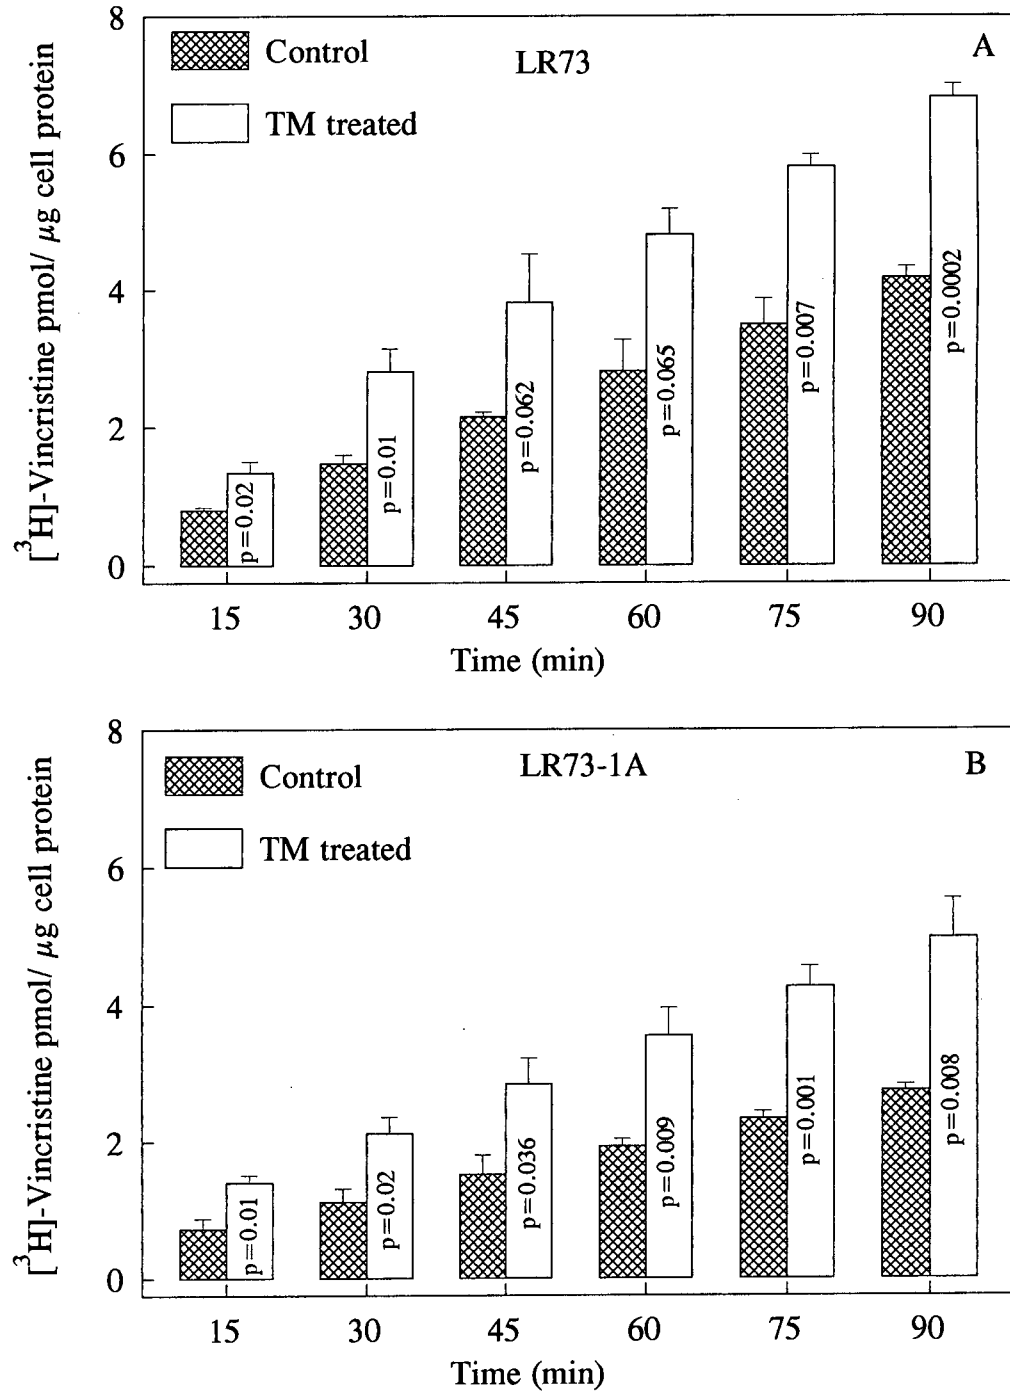 8
6
4
2
0
[³H]-Vincristine pmol/ μg cell protein
Control
TM treated
LR73
A
p=0.02
p=0.01
p=0.062
p=0.065
p=0.007
p=0.0002
15 30 45 60 75 90
Time (min)
8
6
4
2
0
[³H]-Vincristine pmol/ μg cell protein
Control
TM treated
LR73-1A
B
p=0.01
p=0.02
p=0.036
p=0.009
p=0.001
p=0.008
15 30 45 60 75 90
Time (min)